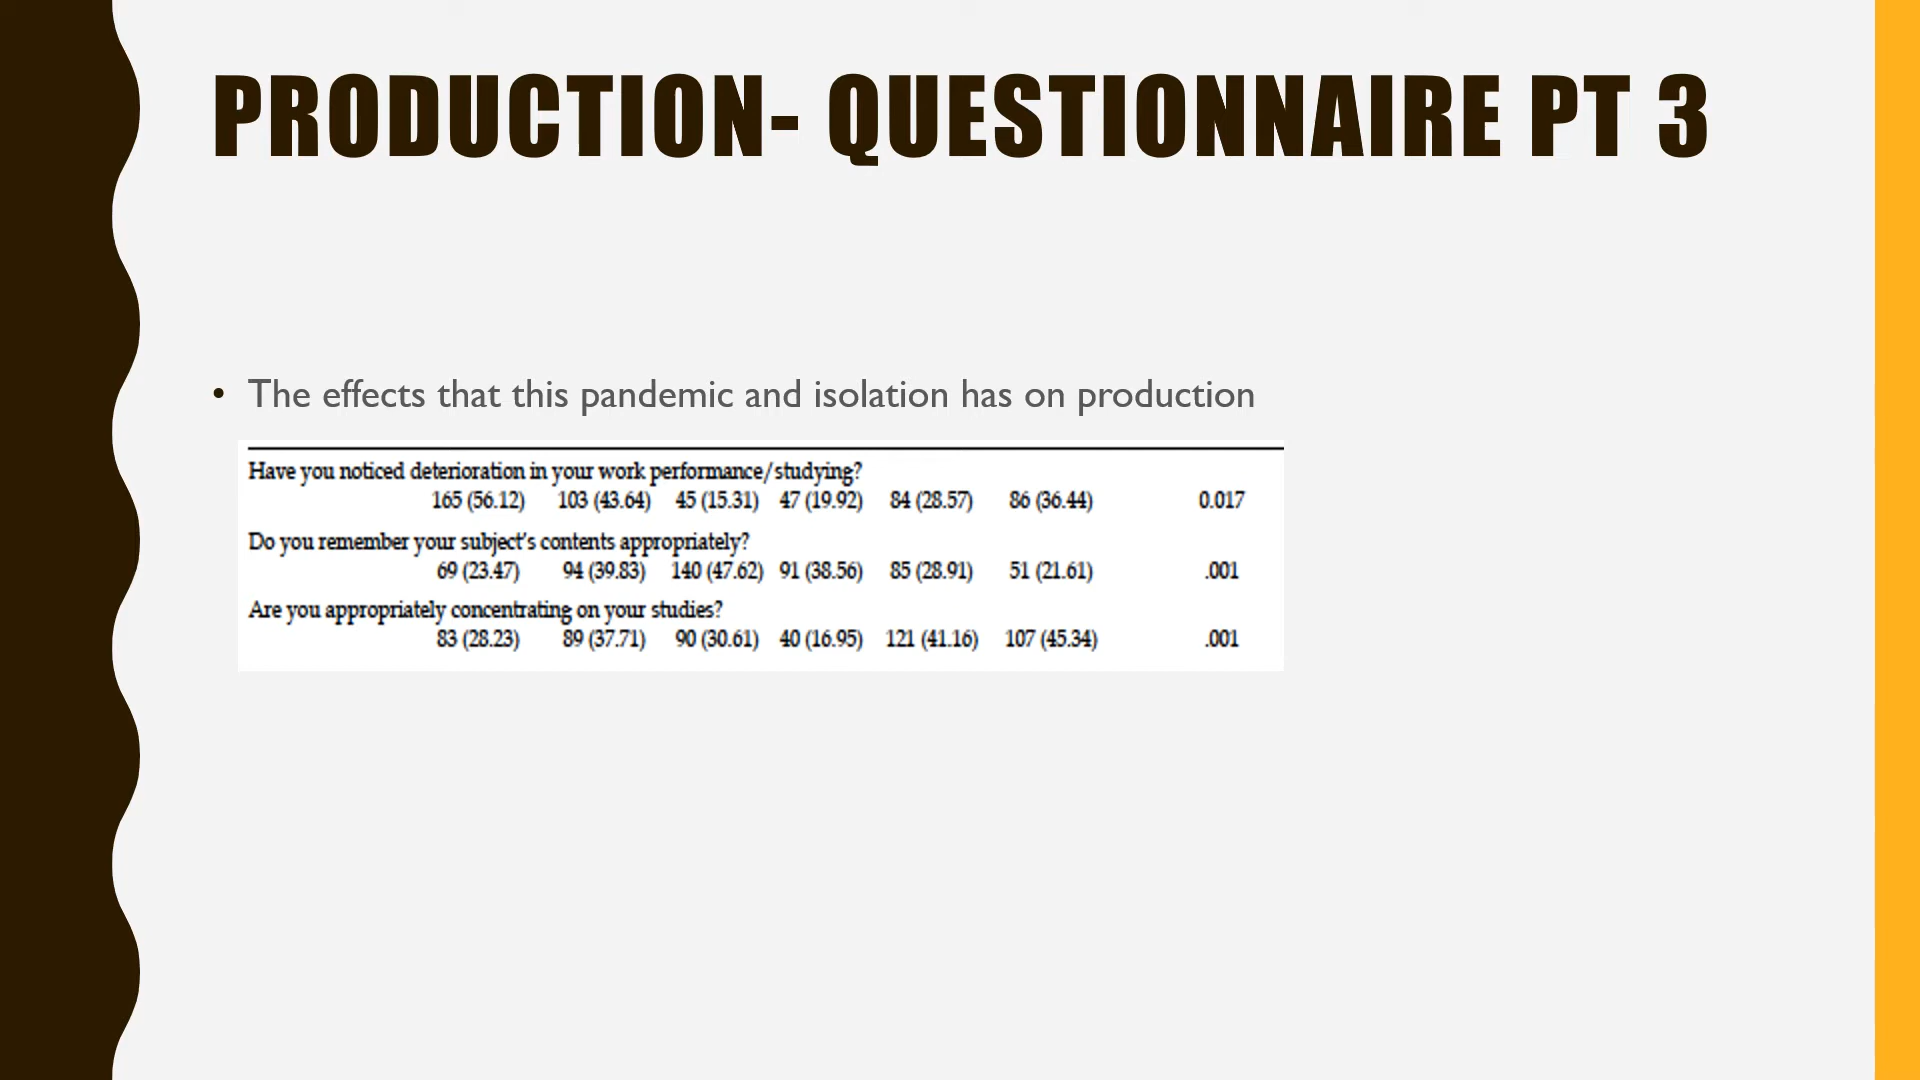 PRODUCTION- QUESTIONNAIRE PT 3
• The effects that this pandemic and isolation has on production
Have you noticed deterioration in your work performance/studying?
165 (56.12) 103 (43.64) 45 (15.31) 47 (19.92) 84 (28.57) 86 (36.44) 0.017
Do you remember your subject's contents appropriately?
69 (23.47) 94 (39.83) 140 (47.62) 91 (38.56) 85 (28.91) 51 (21.61) .001
Are you appropriately concentrating on your studies?
83 (28.23) 89 (37.71) 90 (30.61) 40 (16.95) 121 (41.16) 107 (45.34) .001